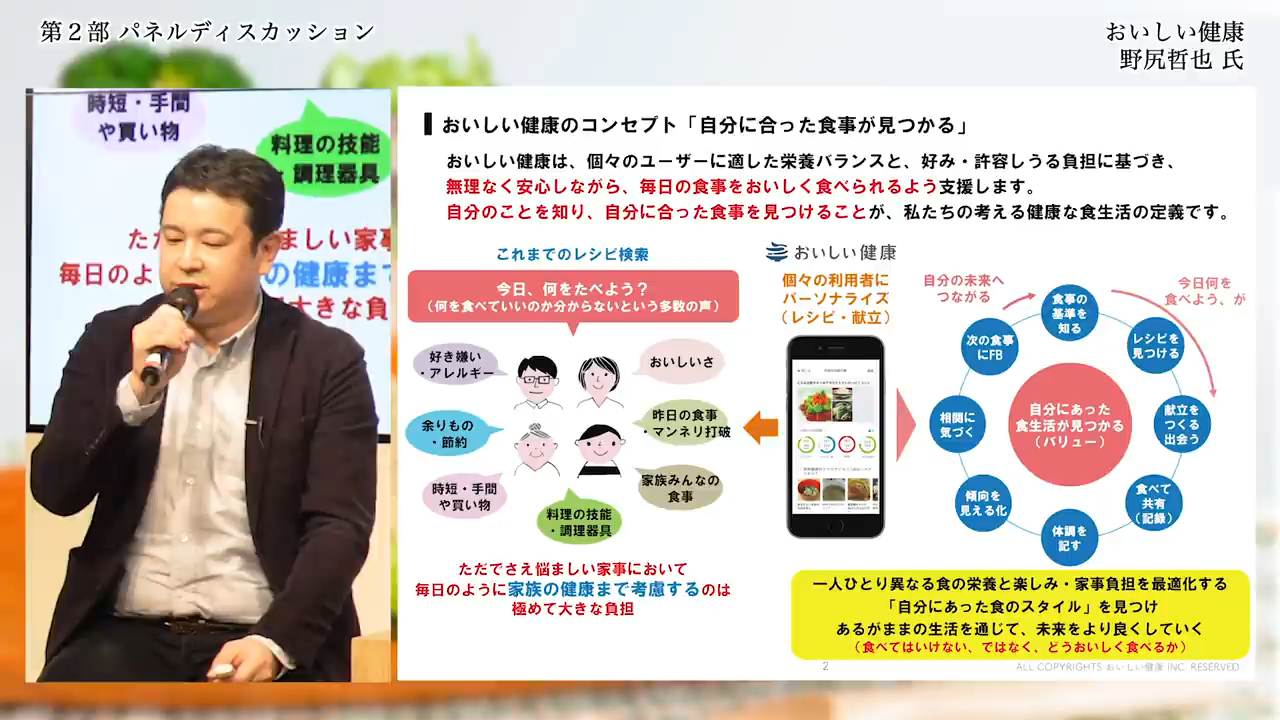 第２部 パネルディスカッション
おいしい健康
野尻哲也 氏
時短・手間
や買い物
料理の技能
・調理器具
毎日のよ
の健康まで
大きな負
おいしい健康のコンセプト「自分に合った食事が見つかる」
おいしい健康は、個々のユーザーに適した栄養バランスと、好み・許容しうる負担に基づき、
無理なく安心しながら、毎日の食事をおいしく食べられるよう支援します。
自分のことを知り、自分に合った食事を見つけることが、私たちの考える健康な食生活の定義です。
これまでのレシピ検索
今日、何をたべよう？
（何を食べていいのか分からないという多数の声）
好き嫌い
・アレルギー
おいしいさ
余りもの
・節約
昨日の食事
・マンネリ打破
時短・手間
や買い物
家族みんなの
食事
料理の技能
・調理器具
ただでさえ悩ましい家事において
毎日のように家族の健康まで考慮するのは
極めて大きな負担
おいしい健康
個々の利用者に
パーソナライズ
（レシピ・献立）
自分の未来へ
つながる
今日何を
食べよう、が
食事の
基準を
知る
レシピを
見つける
献立を
つくる
出会う
食べて
共有
（記録）
体調を
記す
傾向を
見える化
相関に
気づく
次の食事
にFB
自分にあった
食生活が見つかる
（バリュー）
一人ひとり異なる食の栄養と楽しみ・家事負担を最適化する
「自分にあった食のスタイル」を見つけ
あるがままの生活を通じて、未来をより良くしていく
（食べてはいけない、ではなく、どうおいしく食べるか）
2
ALL COPYRIGHTS おいしい健康 INC. RESERVED